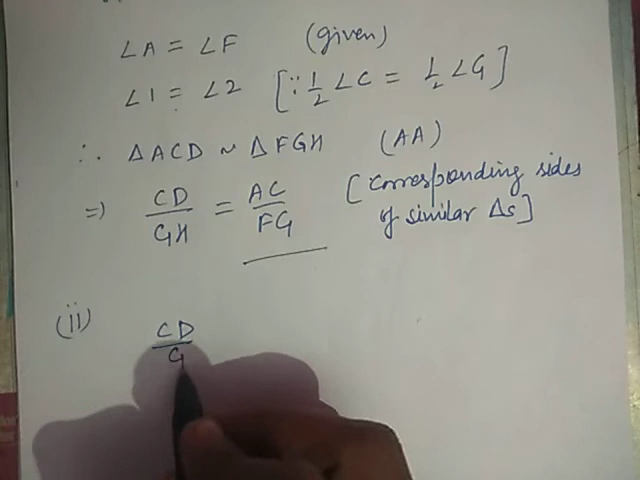 ∠A = ∠F (given)
∠1 = ∠2 [∵ 1/2 ∠C = 1/2 ∠G]
∴ ΔACD ~ ΔFGH (AA)
⇒ CD/GH = AC/FG [Corresponding sides
of similar Δs]
(ii) CD/G